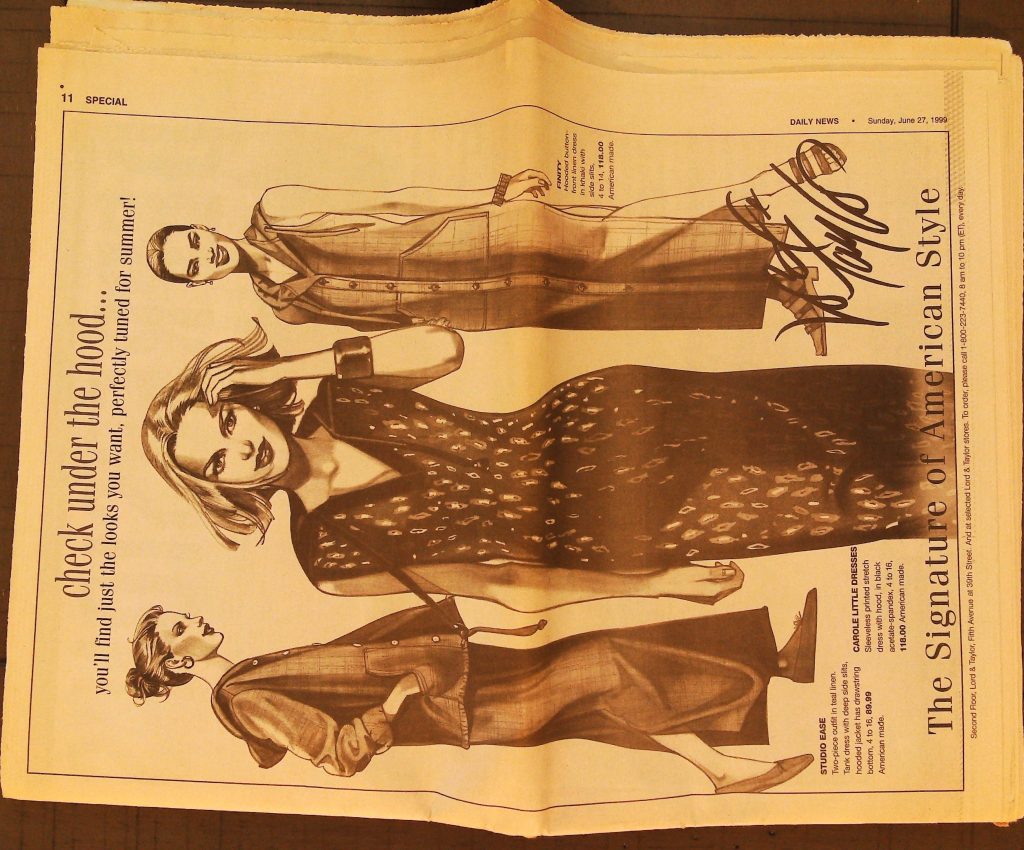 11 SPECIAL
DAILY NEWS • Sunday, June 27, 1999
check under the hood...
you'll find just the looks you want, perfectly tuned for summer!
FINITY
Hooded button-
front linen dress
in khaki with
side slits,
4 to 14, 118.00
American made.
STUDIO EASE
Two-piece outfit in teal linen.
Tank dress with deep side slits,
hooded jacket has drawstring
bottom, 4 to 16, 89.99
American made.
CAROLE LITTLE DRESSES
Sleeveless printed stretch
dress with hood, in black
acetate-spandex, 4 to 16,
118.00 American made.
Lord & Taylor
The Signature of American Style
Second Floor, Lord & Taylor, Fifth Avenue at 39th Street. And at selected Lord & Taylor stores. To order, please call 1-800-223-7440, 8 am to 10 pm (ET), every day.